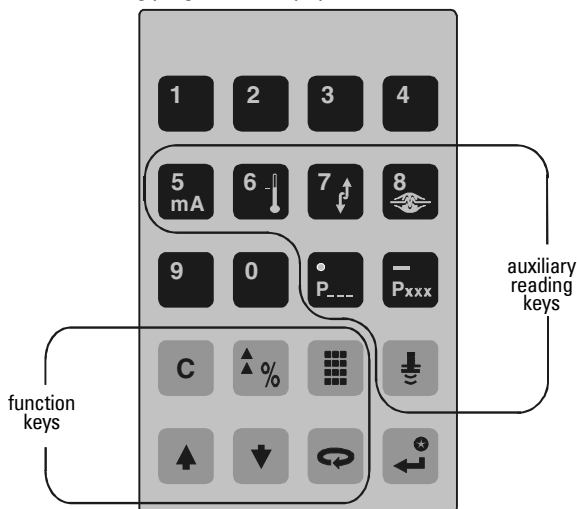 1 2 3 4
5 6 7 8
mA
9 0
P___ Pxxx
auxiliary
reading
keys
C %
function
keys